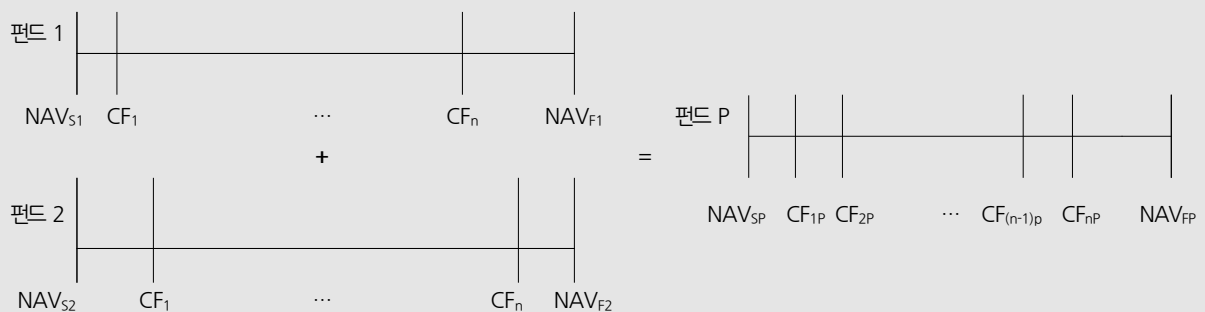 펀드 1
NAVS1 CF1 ... CFn NAVF1
+
펀드 2
NAVS2 CF1 ... CFn NAVF2
=
펀드 P
NAVSP CF1P CF2P ... CF(n-1)p CFnP NAVFP